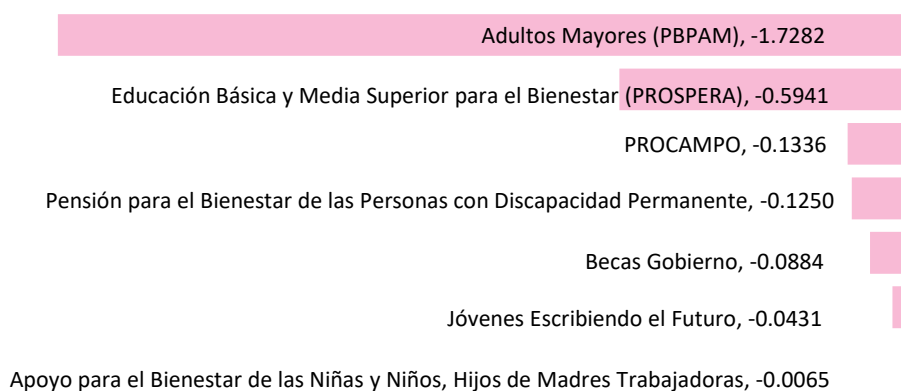 Adultos Mayores (PBPAM), -1.7282
Educación Básica y Media Superior para el Bienestar (PROSPERA), -0.5941
PROCAMPO, -0.1336
Pensión para el Bienestar de las Personas con Discapacidad Permanente, -0.1250
Becas Gobierno, -0.0884
Jóvenes Escribiendo el Futuro, -0.0431
Apoyo para el Bienestar de las Niñas y Niños, Hijos de Madres Trabajadoras, -0.0065